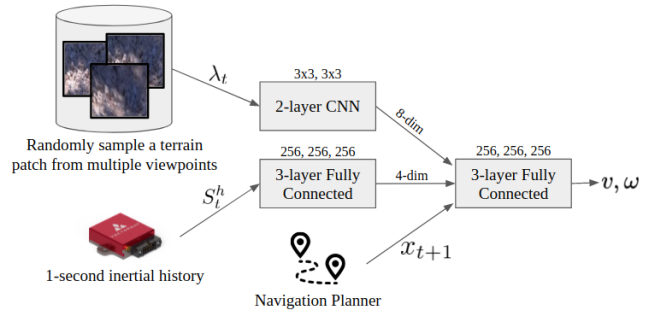 λ_t
3x3, 3x3
2-layer CNN
8-dim
Randomly sample a terrain
patch from multiple viewpoints
256, 256, 256
3-layer Fully
Connected
4-dim
256, 256, 256
3-layer Fully
Connected
v, ω
S_t^h
1-second inertial history
x_{t+1}
Navigation Planner